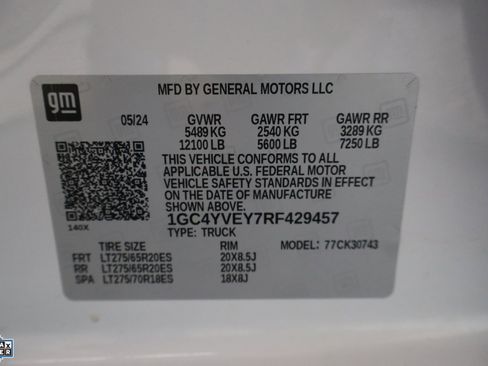 gm
MFD BY GENERAL MOTORS LLC
05/24 GVWR GAWR FRT GAWR RR
5489 KG 2540 KG 3289 KG
12100 LB 5600 LB 7250 LB
THIS VEHICLE CONFORMS TO ALL
APPLICABLE U.S. FEDERAL MOTOR
VEHICLE SAFETY STANDARDS IN EFFECT
ON THE DATE OF MANUFACTURE
SHOWN ABOVE.
1GC4YVEY7RF429457
140X TYPE: TRUCK
TIRE SIZE RIM MODEL: 77CK30743
FRT LT275/65R20ES 20X8.5J
RR LT275/65R20ES 20X8.5J
SPA LT275/70R18ES 18X8J